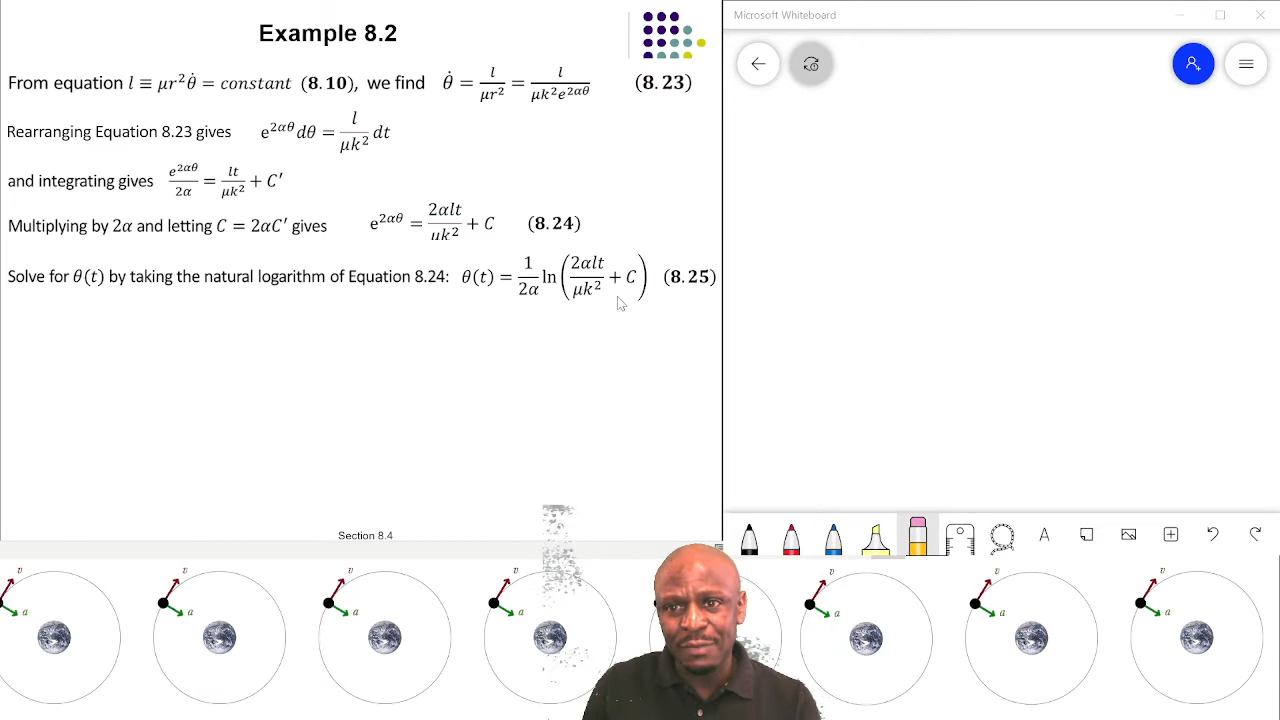 Example 8.2
Microsoft Whiteboard
From equation l ≡ μr²θ̇ = constant (8.10), we find θ̇ = l/μr² = l/μk²e^{2αθ} (8.23)
Rearranging Equation 8.23 gives e^{2αθ}dθ = l/μk² dt
and integrating gives e^{2αθ}/2α = lt/μk² + C′
Multiplying by 2α and letting C = 2αC′ gives e^{2αθ} = 2αlt/μk² + C (8.24)
Solve for θ(t) by taking the natural logarithm of Equation 8.24: θ(t) = 1/2α ln(2αlt/μk² + C) (8.25)
Section 8.4
A
v v v v v v v
a a a a a a a